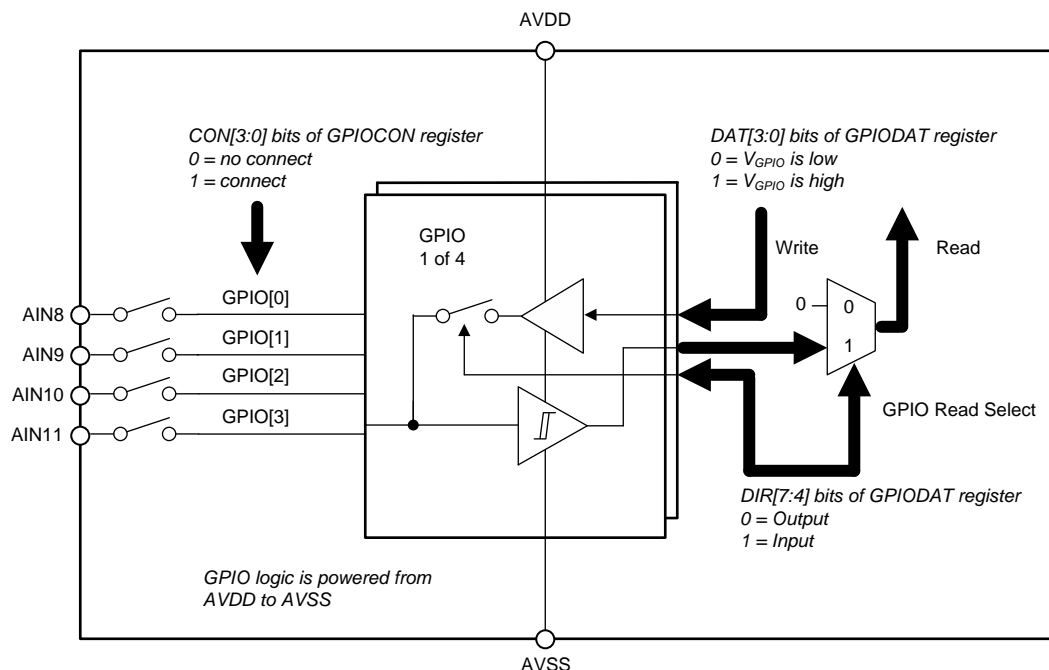 AVDD
CON[3:0] bits of GPIOCON register
0 = no connect
1 = connect
DAT[3:0] bits of GPIODAT register
0 = VGPIO is low
1 = VGPIO is high
GPIO
1 of 4
Write
Read
AIN8
GPIO[0]
0
0
AIN9
GPIO[1]
1
AIN10
GPIO[2]
AIN11
GPIO[3]
GPIO Read Select
DIR[7:4] bits of GPIODAT register
0 = Output
1 = Input
GPIO logic is powered from
AVDD to AVSS
AVSS